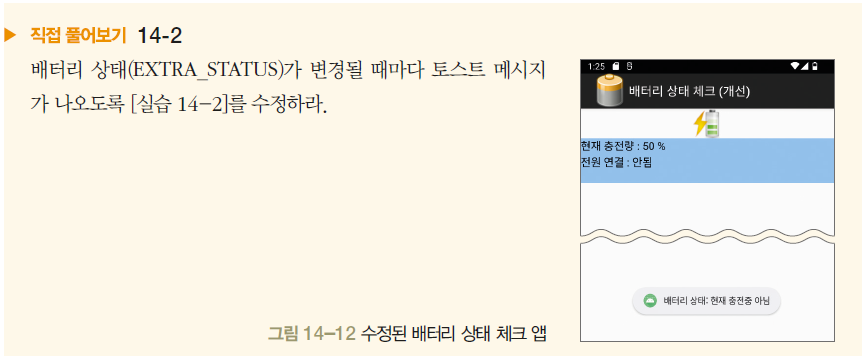 ▶ 직접 풀어보기 14-2
배터리 상태(EXTRA_STATUS)가 변경될 때마다 토스트 메시지
가 나오도록 [실습 14-2]를 수정하라.
1:25
배터리 상태 체크 (개선)
현재 충전량 : 50 %
전원 연결 : 안됨
배터리 상태: 현재 충전중 아님
그림 14-12 수정된 배터리 상태 체크 앱